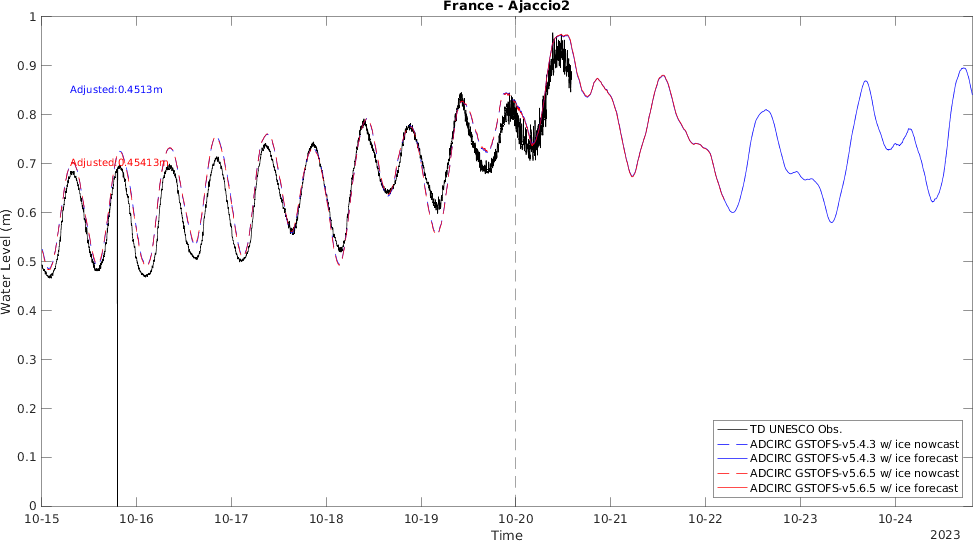 France - Ajaccio2
1
0.9
0.8
0.7
0.6
0.5
0.4
0.3
0.2
0.1
0
Water Level (m)
Adjusted:0.4513m
Adjusted:0.45413m
TD UNESCO Obs.
ADCIRC GSTOFS-v5.4.3 w/ ice nowcast
ADCIRC GSTOFS-v5.4.3 w/ ice forecast
ADCIRC GSTOFS-v5.6.5 w/ ice nowcast
ADCIRC GSTOFS-v5.6.5 w/ ice forecast
10-15 10-16 10-17 10-18 10-19 10-20 10-21 10-22 10-23 10-24
Time
2023